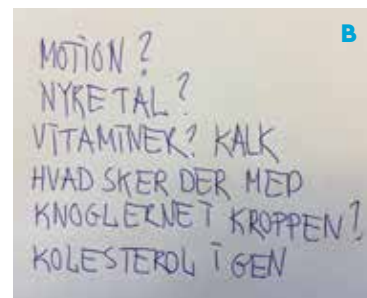 B
MOTION?
NYRETAL?
VITAMINER? KALK
HVAD SKER DER MED
KNOGLERNE I KROPPEN?
KOLESTEROL IGEN